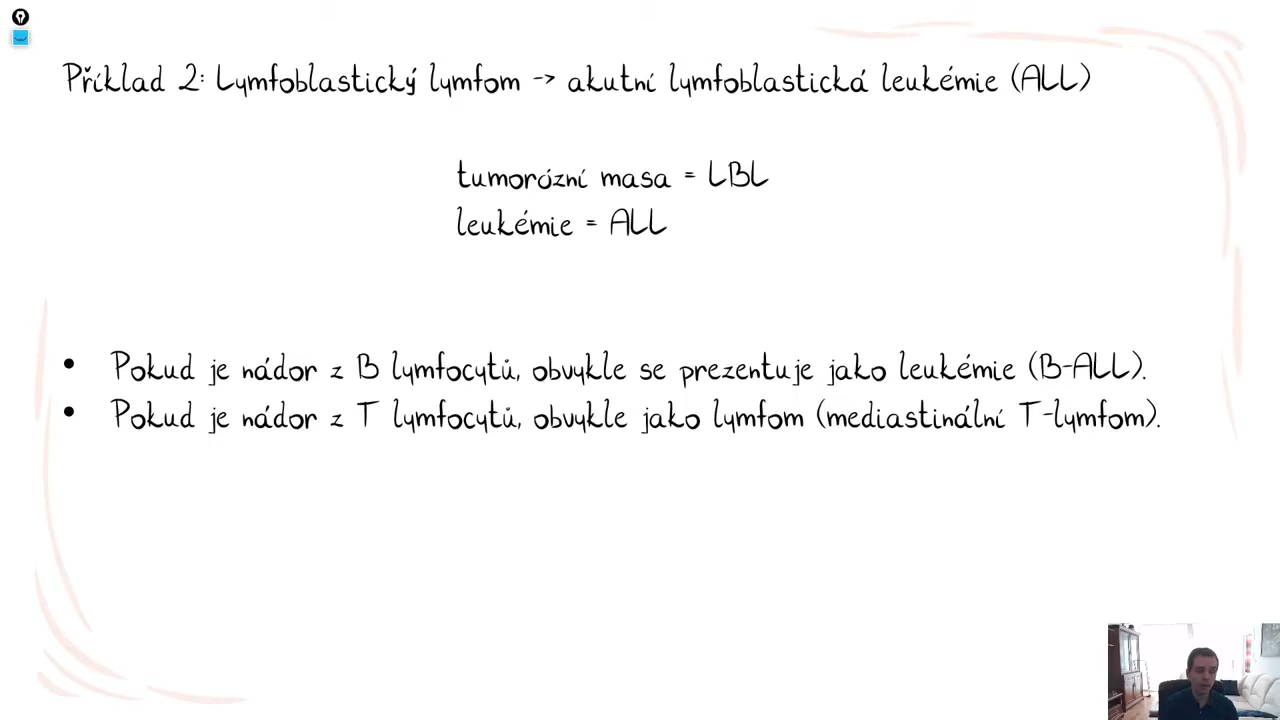 Příklad 2: Lymfoblastický lymfom -> akutní lymfoblastická leukémie (ALL)
tumorózní masa = LBL
leukémie = ALL
• Pokud je nádor z B lymfocytů, obvykle se prezentuje jako leukémie (B-ALL).
• Pokud je nádor z T lymfocytů, obvykle jako lymfom (mediastinální T-lymfom).